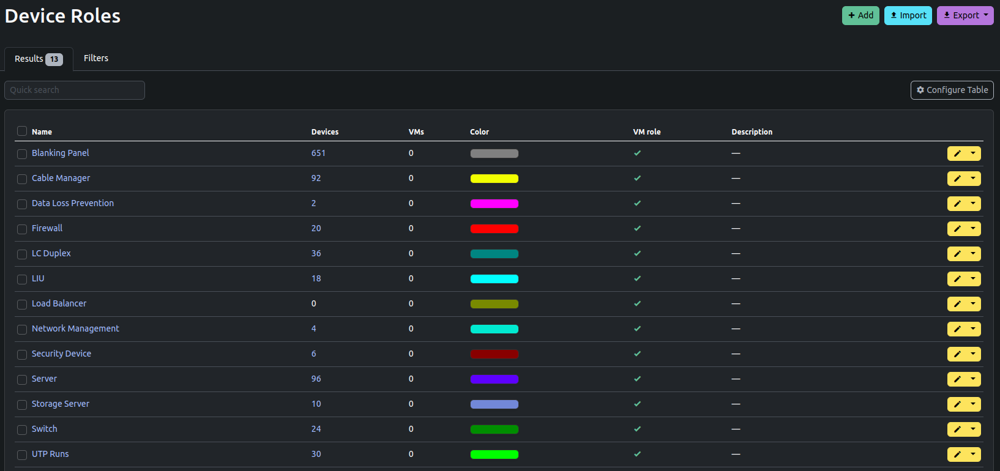 Device Roles
Add Import Export
Results 13 Filters
Quick search
Configure Table
Name Devices VMs Color VM role Description
Blanking Panel 651 0 —
Cable Manager 92 0 —
Data Loss Prevention 2 0 —
Firewall 20 0 —
LC Duplex 36 0 —
LIU 18 0 —
Load Balancer 0 0 —
Network Management 4 0 —
Security Device 6 0 —
Server 96 0 —
Storage Server 10 0 —
Switch 24 0 —
UTP Runs 30 0 —